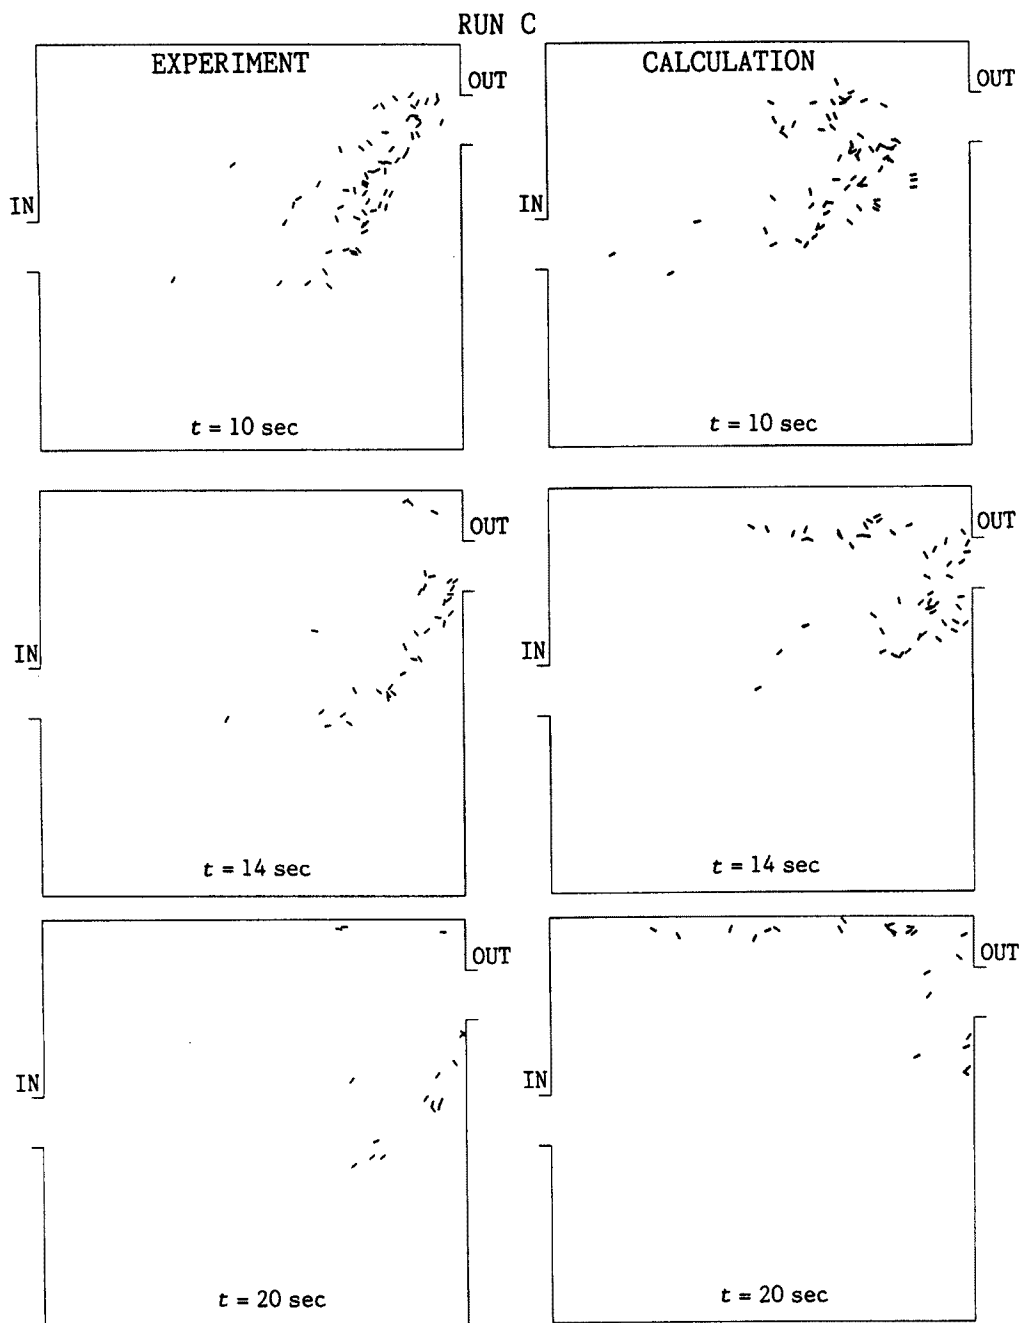 RUN C
EXPERIMENT
CALCULATION
OUT
OUT
IN
IN
t = 10 sec
t = 10 sec
OUT
OUT
IN
IN
t = 14 sec
t = 14 sec
OUT
OUT
IN
IN
t = 20 sec
t = 20 sec